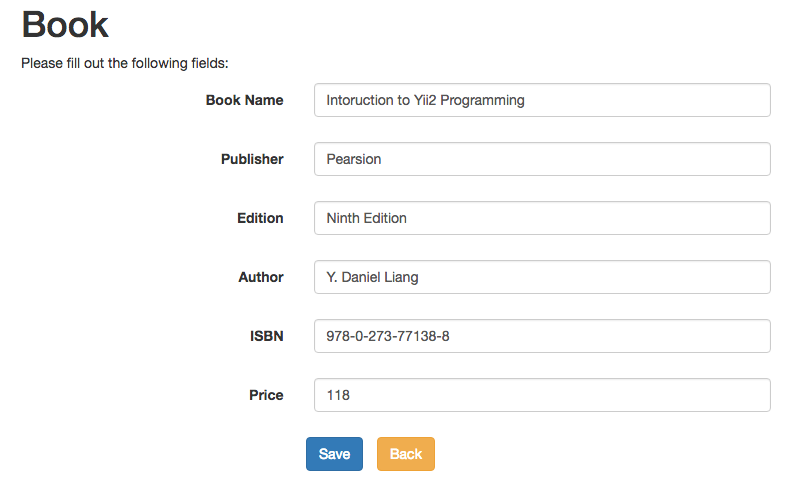 Book
Please fill out the following fields:
Book Name Intoruction to Yii2 Programming
Publisher Pearsion
Edition Ninth Edition
Author Y. Daniel Liang
ISBN 978-0-273-77138-8
Price 118
Save Back